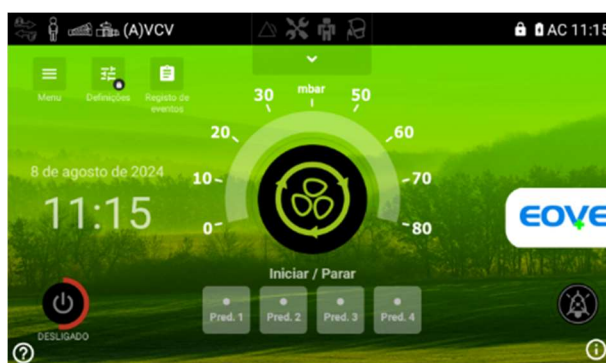 (A)VCV
AC 11:15
Menu
Definições
Registo de
eventos
mbar
0
10
20
30
50
60
70
80
8 de agosto de 2024
11:15
EOVE
Iniciar / Parar
Pred. 1
Pred. 2
Pred. 3
Pred. 4
DESLIGADO